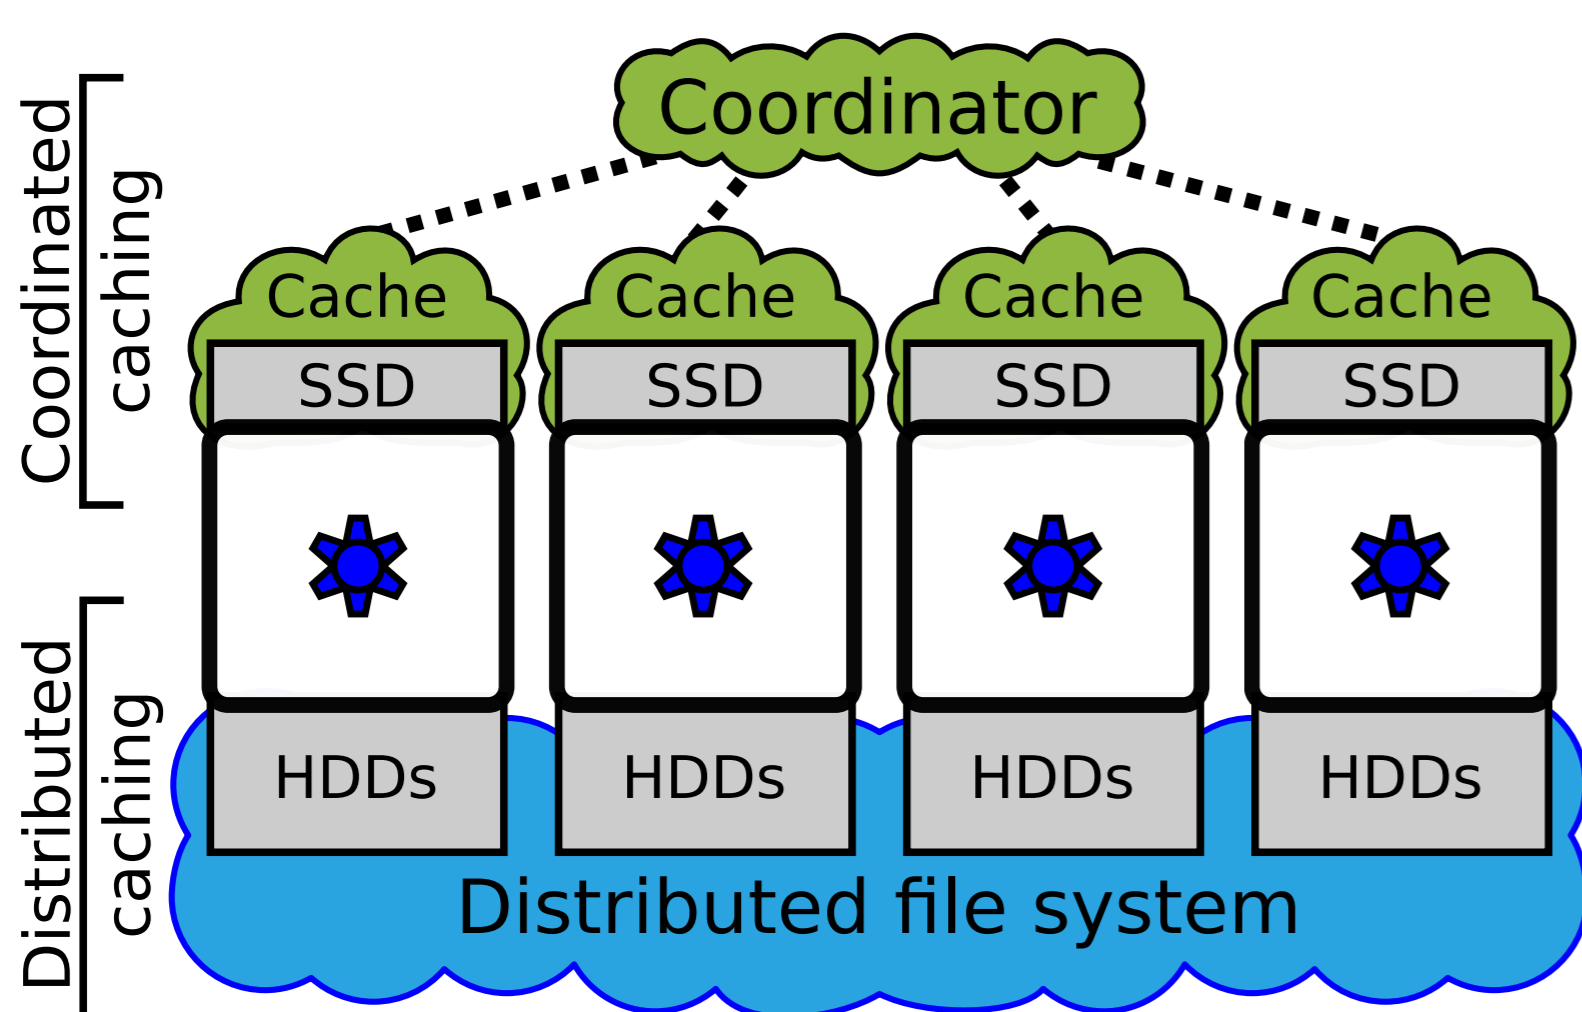 Coordinated
caching
Coordinator
Cache
Cache
Cache
Cache
SSD
SSD
SSD
SSD
Distributed
caching
HDDs
HDDs
HDDs
HDDs
Distributed file system